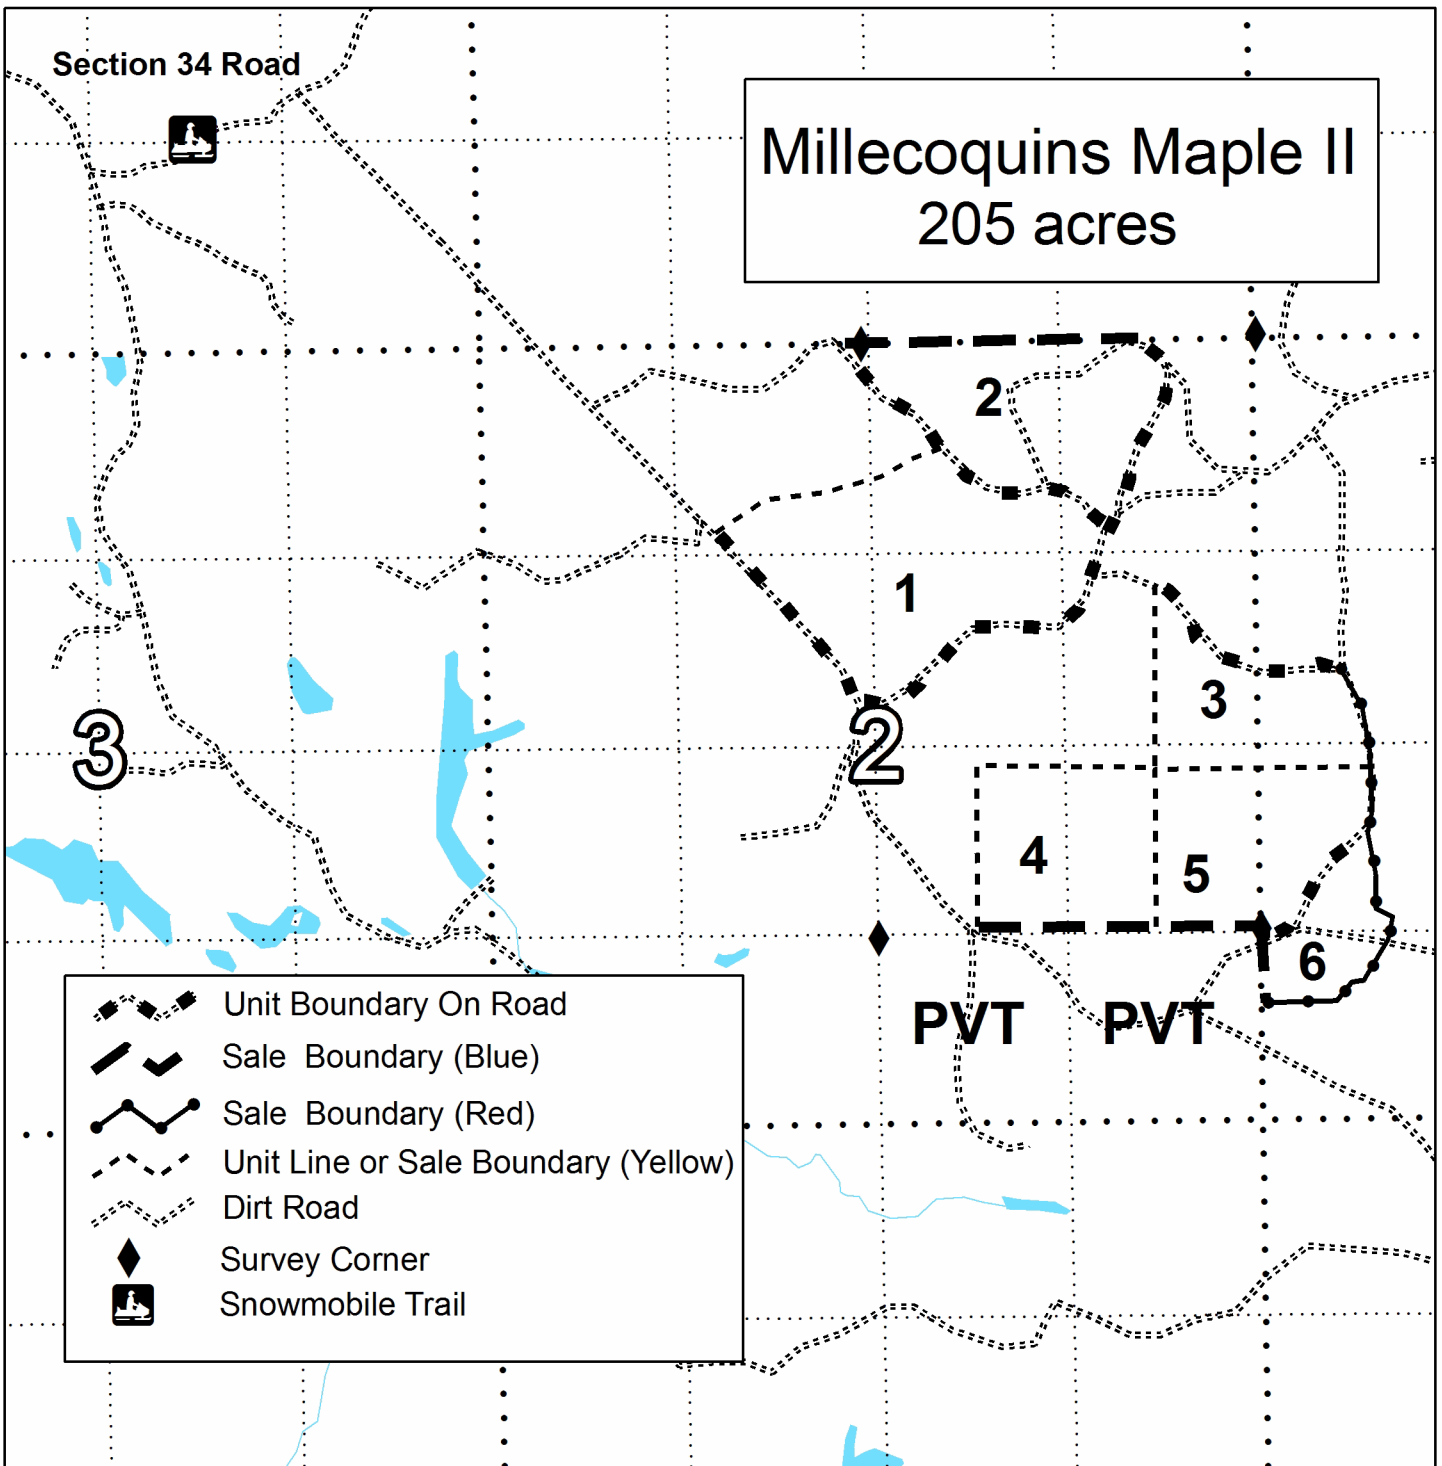 Section 34 Road
Millecoquins Maple II
205 acres
2
1
3
3
2
4
5
6
PVT PVT
Unit Boundary On Road
Sale Boundary (Blue)
Sale Boundary (Red)
Unit Line or Sale Boundary (Yellow)
Dirt Road
Survey Corner
Snowmobile Trail